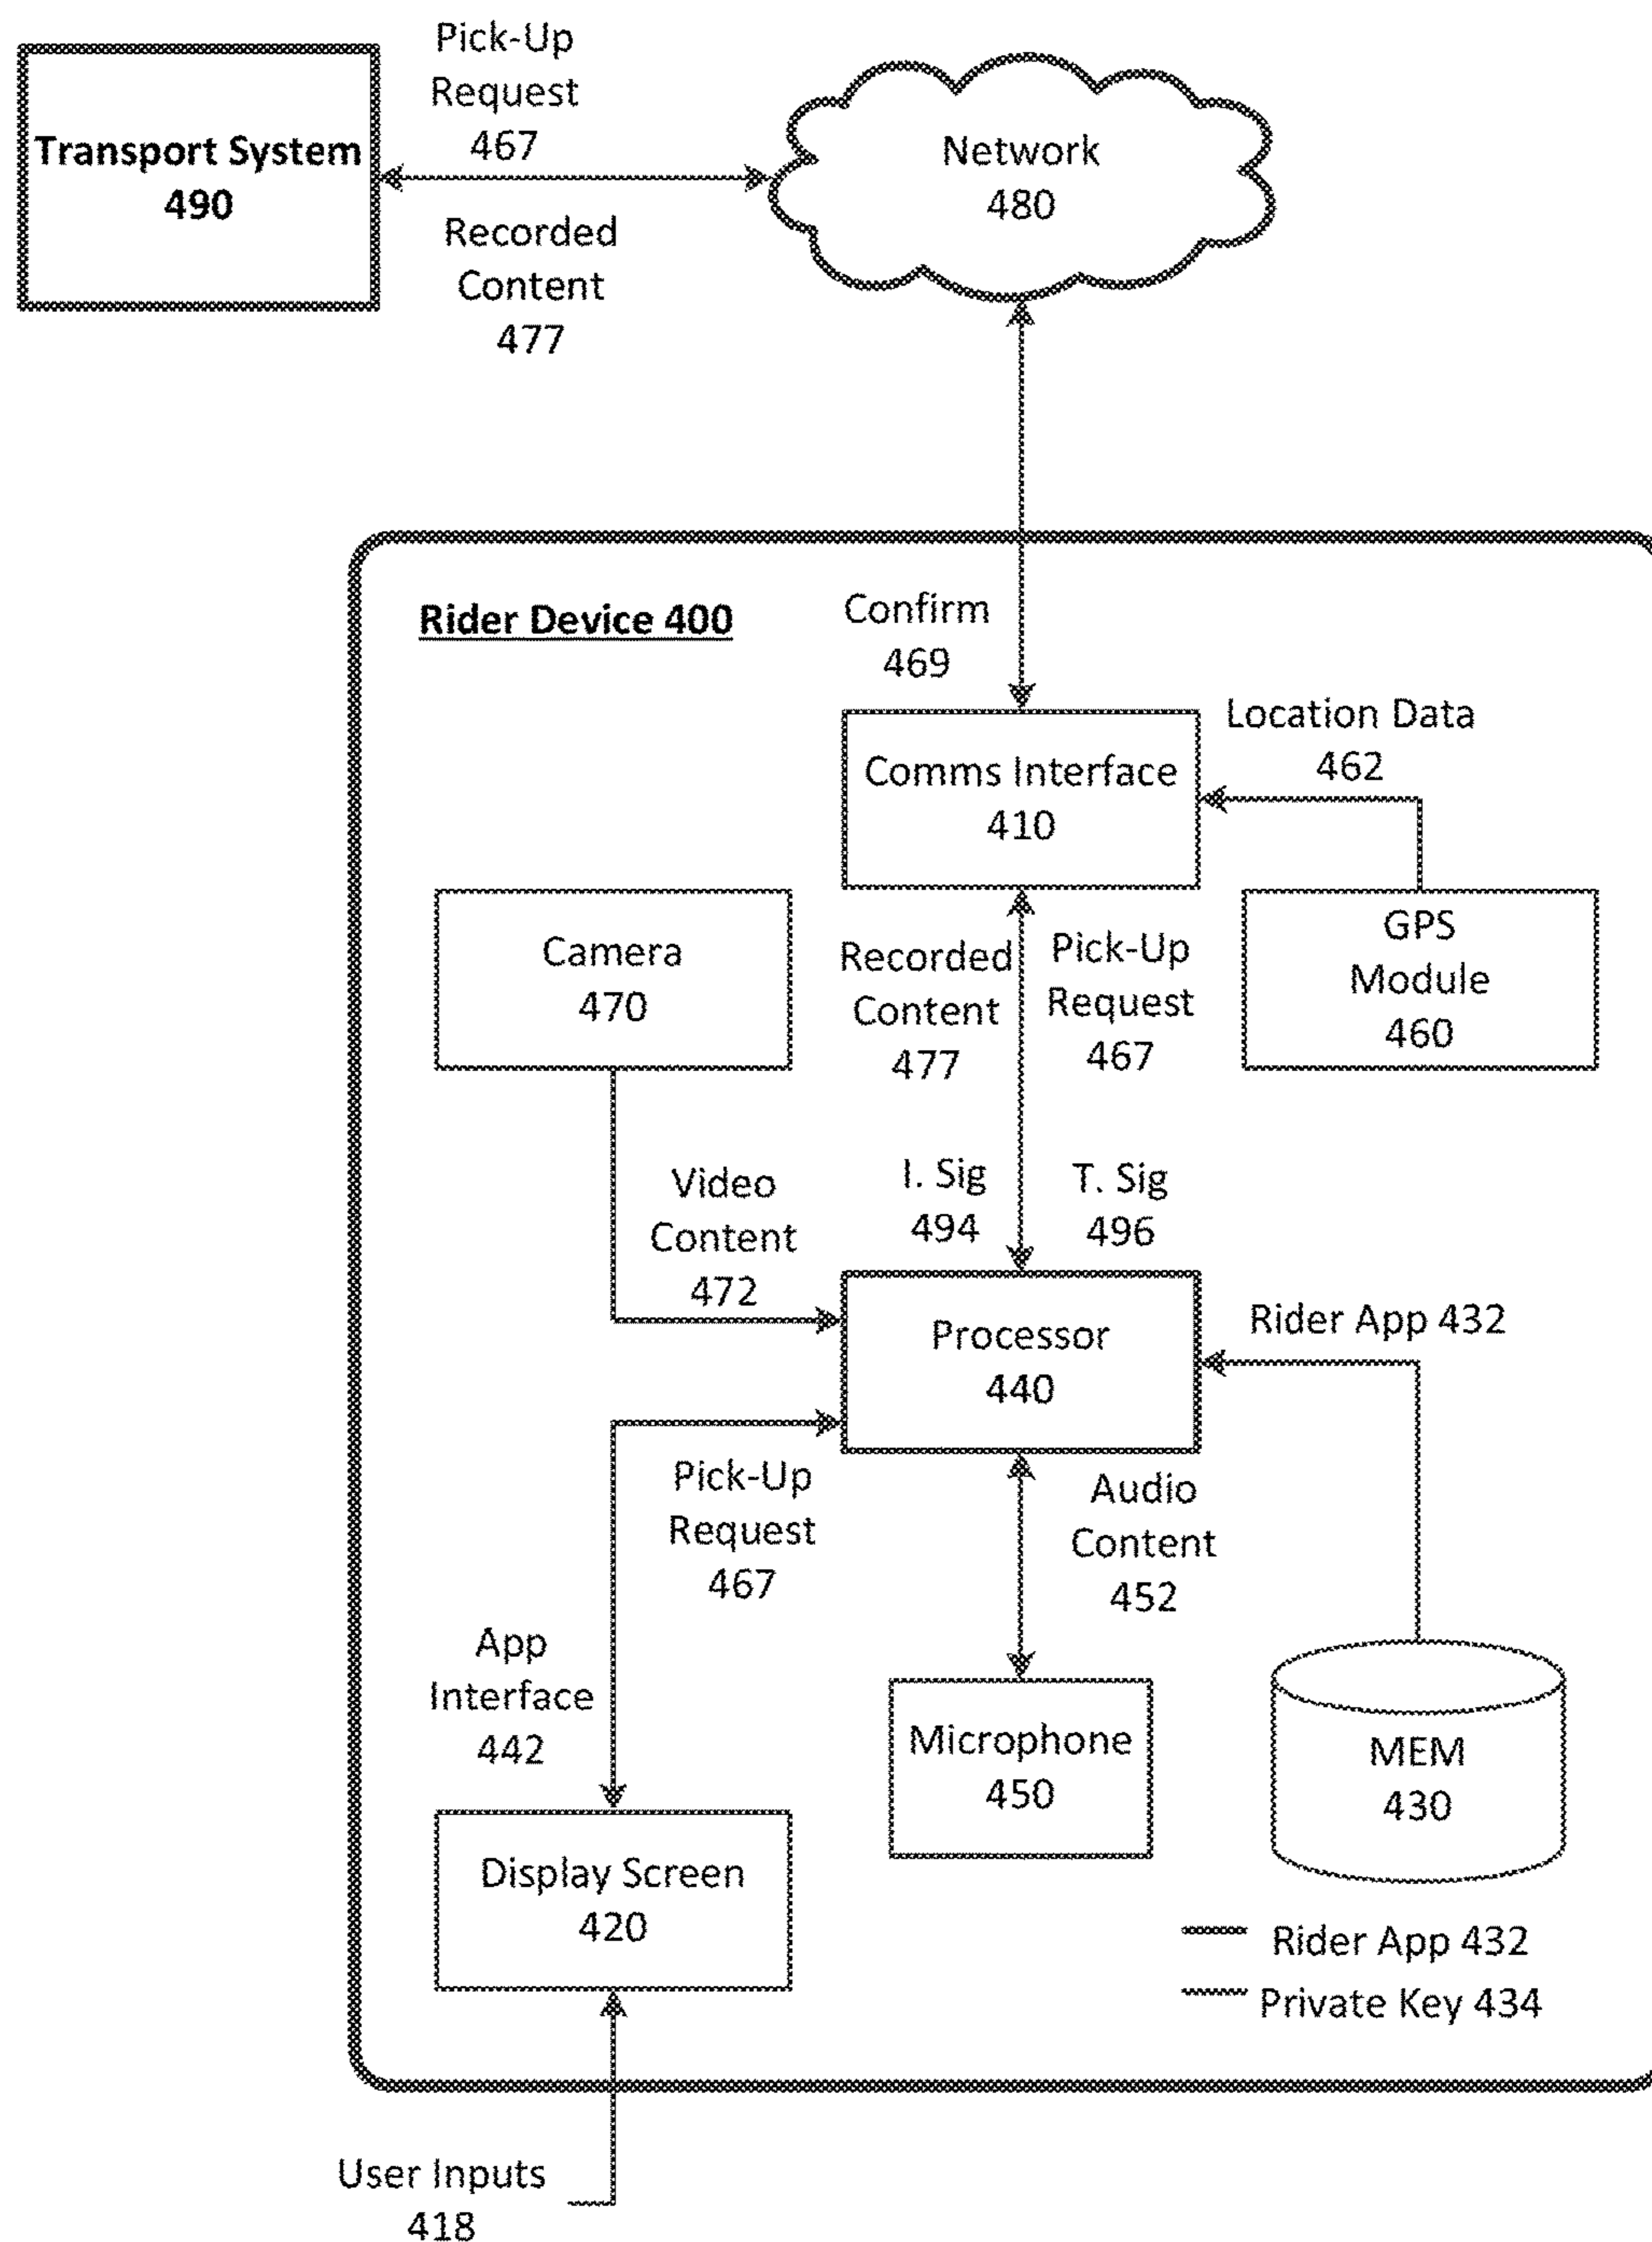 Pick-Up
Request
467
Transport System
490
Recorded
Content
477
Network
480
Rider Device 400
Confirm
469
Comms Interface
410
Location Data
462
GPS
Module
460
Camera
470
Recorded
Content
477
Pick-Up
Request
467
Video
Content
472
I. Sig
494
T. Sig
496
Processor
440
Rider App 432
Pick-Up
Request
467
Audio
Content
452
App
Interface
442
Microphone
450
MEM
430
Display Screen
420
Rider App 432
Private Key 434
User Inputs
418